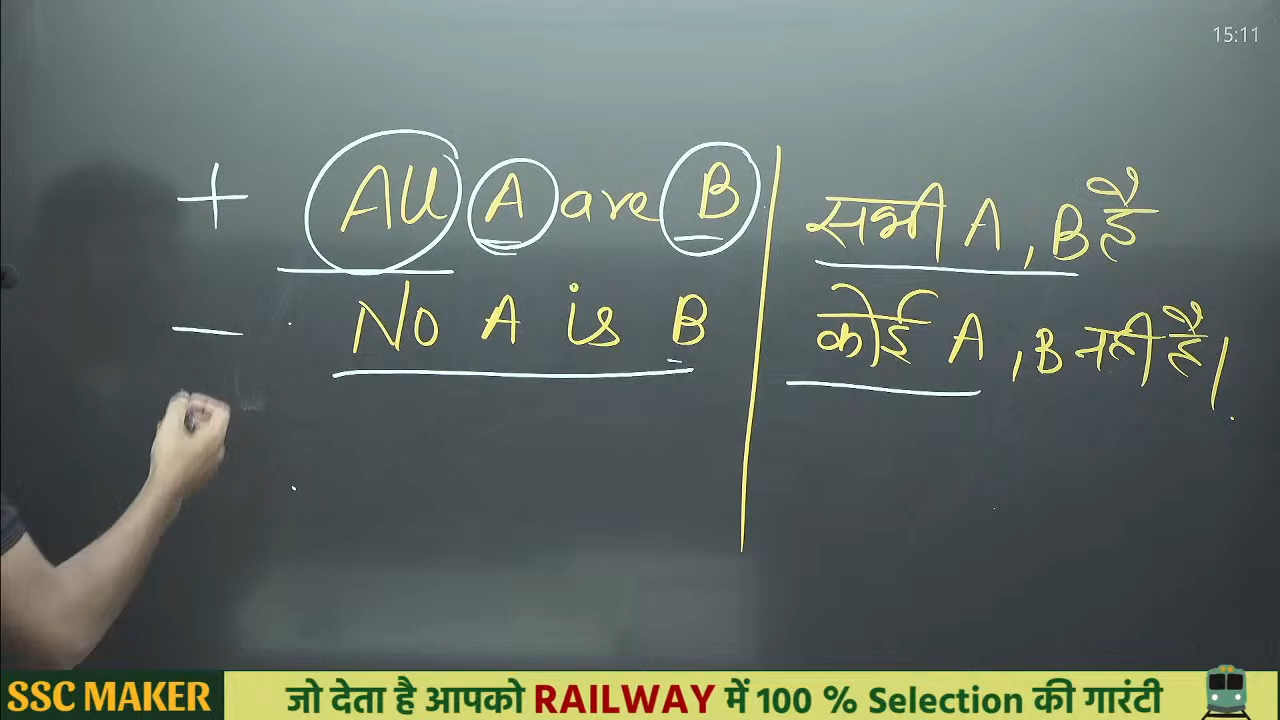 15:11
+ All A are B
सभी A, B है
- No A is B
कोई A, B नही है।
SSC MAKER जो देता है आपको RAILWAY में 100 % Selection की गारंटी